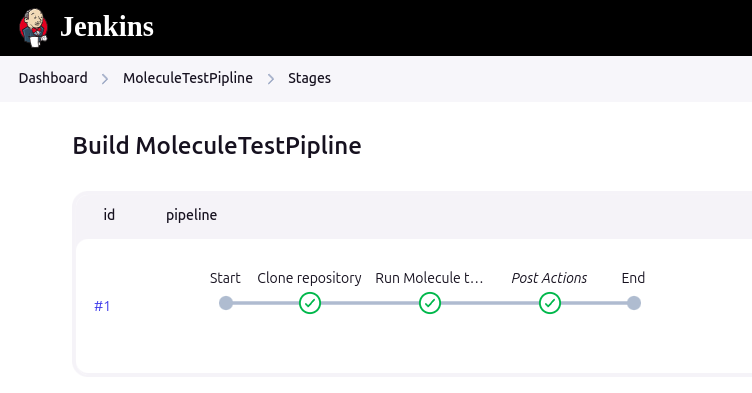 Jenkins
Dashboard MoleculeTestPipline Stages
Build MoleculeTestPipline
id pipeline
Start Clone repository Run Molecule t... Post Actions End
#1